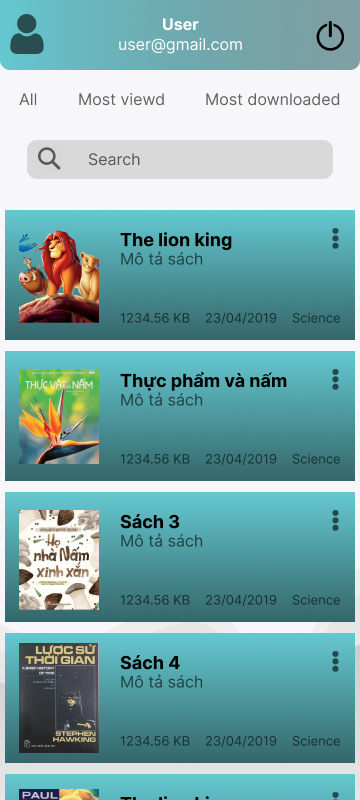 User
user@gmail.com
All
Most viewd
Most downloaded
Search
The lion king
Mô tả sách
1234.56 KB
23/04/2019
Science
THỰC VẬT & NẤM
Thực phẩm và nấm
Mô tả sách
1234.56 KB
23/04/2019
Science
Họ
nhà Nấm
xinh xắn
Sách 3
Mô tả sách
1234.56 KB
23/04/2019
Science
LƯỢC SỬ
THỜI GIAN
A BRIEF HISTORY
OF TIME
STEPHEN
HAWKING
Sách 4
Mô tả sách
1234.56 KB
23/04/2019
Science
PAUL